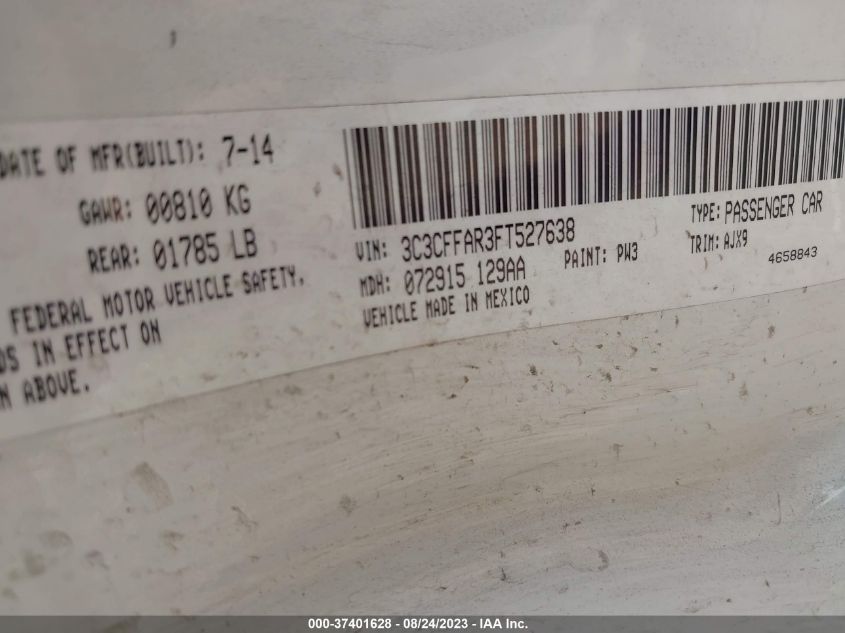 DATE OF MFR(BUILT): 7-14
GAWR: 00810 KG
REAR: 01785 LB
FEDERAL MOTOR VEHICLE SAFETY,
IN EFFECT ON
ABOVE.
VIN: 3C3CFFAR3FT527638
TYPE: PASSENGER CAR
MDH: 072915 129AA
PAINT: PW3
TRIM: AJX9
VEHICLE MADE IN MEXICO
4658843
000-37401628 - 08/24/2023 - IAA Inc.